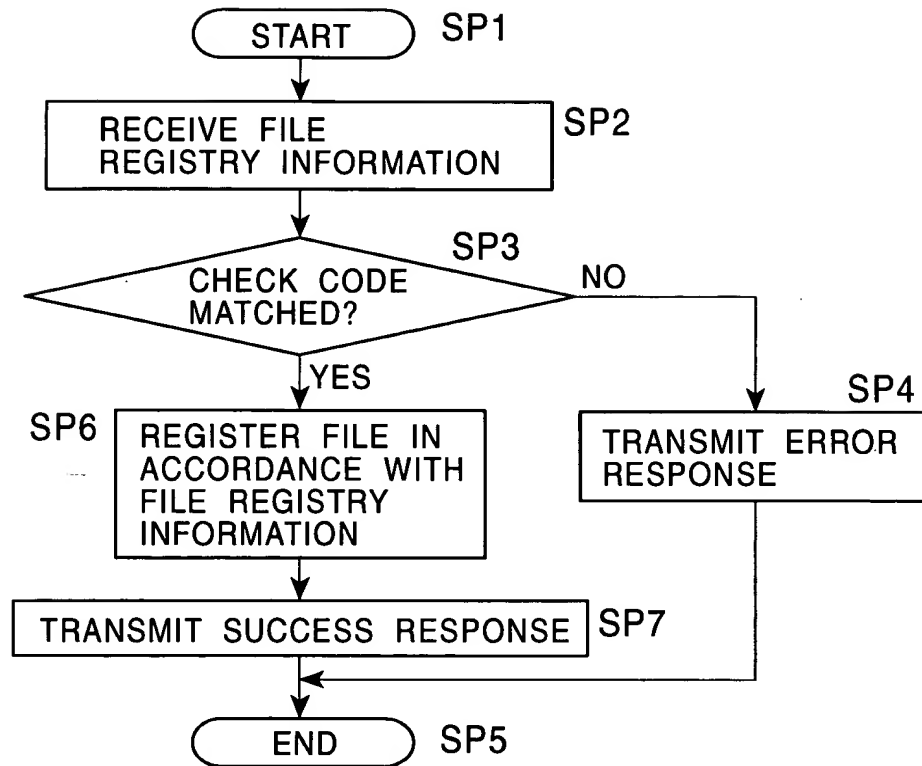 START SP1
RECEIVE FILE
REGISTRY INFORMATION
SP2
SP3
CHECK CODE
MATCHED?
NO
YES
SP4
TRANSMIT ERROR
RESPONSE
SP6
REGISTER FILE IN
ACCORDANCE WITH
FILE REGISTRY
INFORMATION
TRANSMIT SUCCESS RESPONSE SP7
END SP5